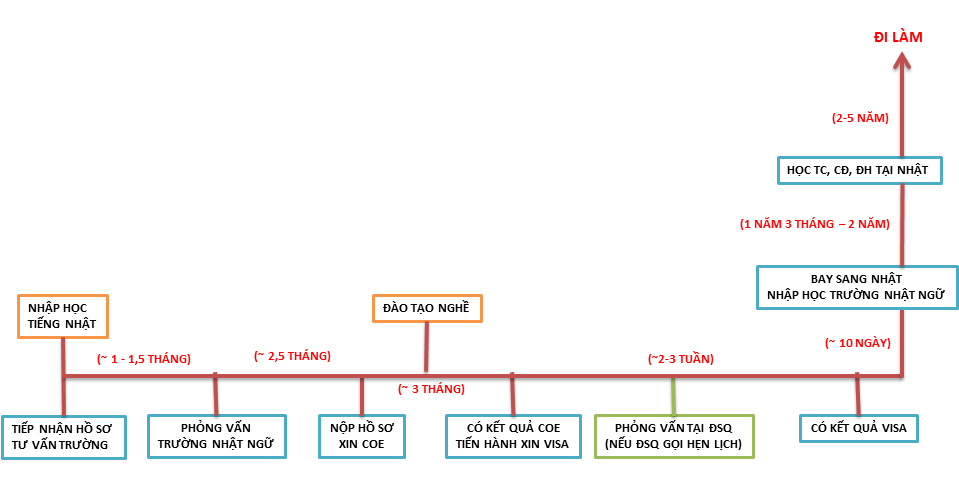 ĐI LÀM
(2-5 NĂM)
HỌC TC, CĐ, ĐH TẠI NHẬT
(1 NĂM 3 THÁNG – 2 NĂM)
BAY SANG NHẬT
NHẬP HỌC TRƯỜNG NHẬT NGỮ
NHẬP HỌC
TIẾNG NHẬT
ĐÀO TẠO NGHỀ
(~ 1 - 1,5 THÁNG)
(~ 2,5 THÁNG)
(~ 3 THÁNG)
(~2-3 TUẦN)
(~ 10 NGÀY)
TIẾP NHẬN HỒ SƠ
TƯ VẤN TRƯỜNG
PHỎNG VẤN
TRƯỜNG NHẬT NGỮ
NỘP HỒ SƠ
XIN COE
CÓ KẾT QUẢ COE
TIẾN HÀNH XIN VISA
PHỎNG VẤN TẠI ĐSQ
(NẾU ĐSQ GỌI HẸN LỊCH)
CÓ KẾT QUẢ VISA